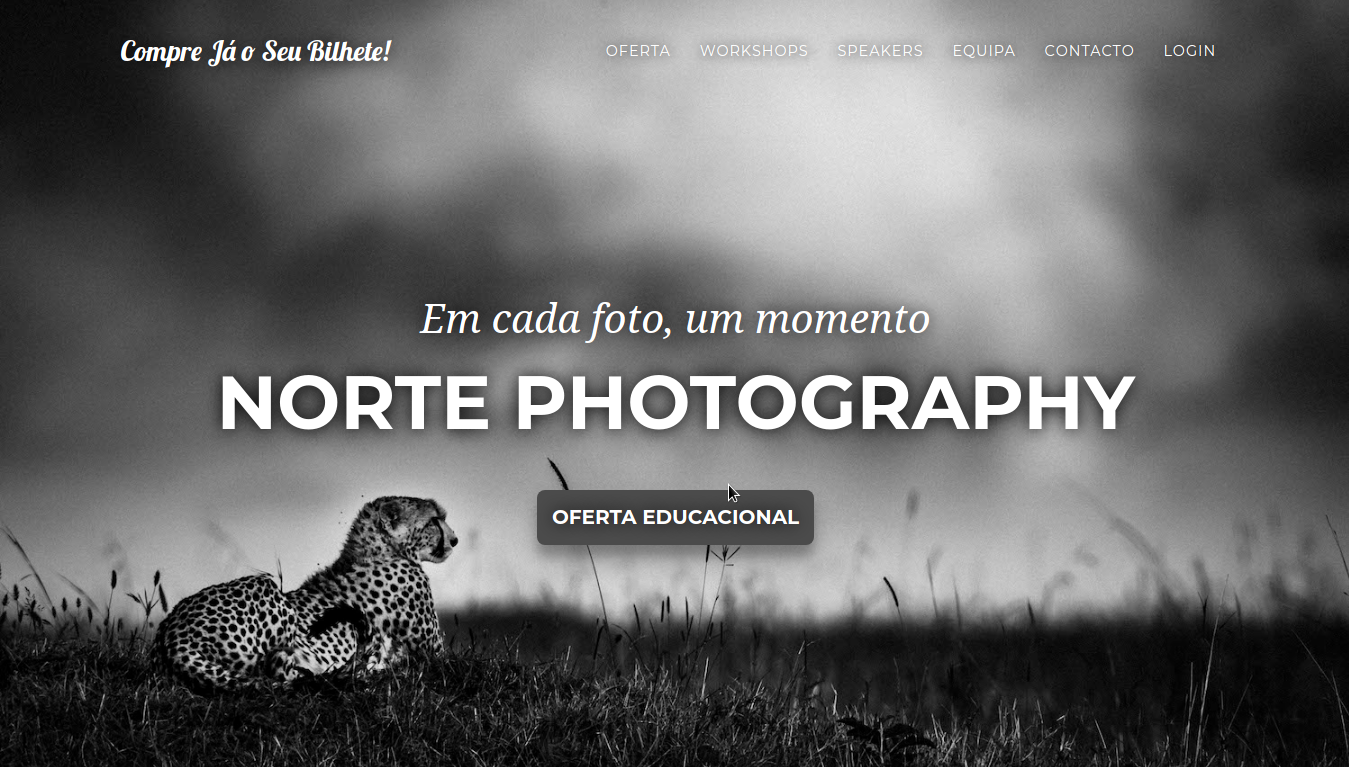 Compre Já o Seu Bilhete!
OFERTA WORKSHOPS SPEAKERS EQUIPA CONTACTO LOGIN
Em cada foto, um momento
NORTE PHOTOGRAPHY
OFERTA EDUCACIONAL